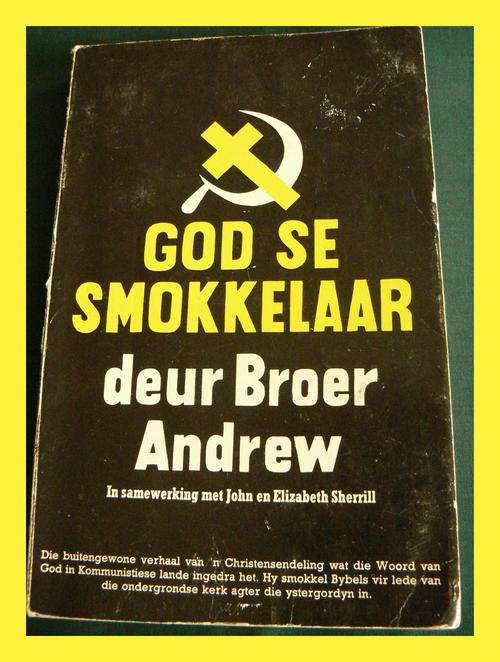 GOD SE
SMOKKELAAR
deur Broer
Andrew
In samewerking met John en Elizabeth Sherrill
Die buitengewone verhaal van 'n Christensendeling wat die Woord van
God in Kommunistiese lande ingedra het. Hy smokkel Bybels vir lede van
die ondergrondse kerk agter die ystergordyn in.